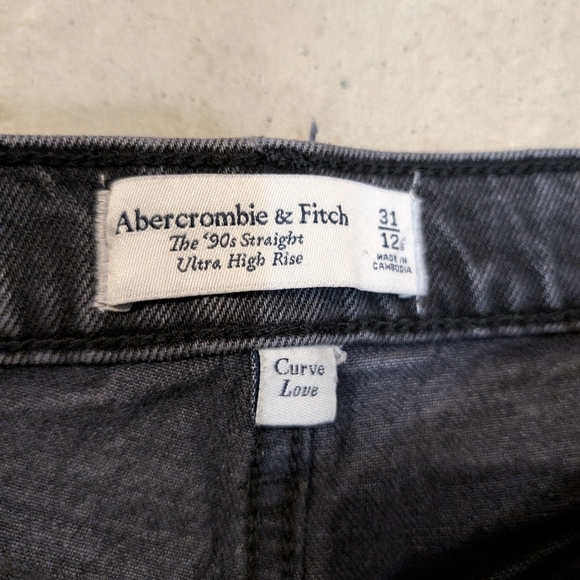 Abercrombie & Fitch
The '90s Straight
Ultra High Rise
31
12s
MADE IN
CAMBODIA
Curve
Love